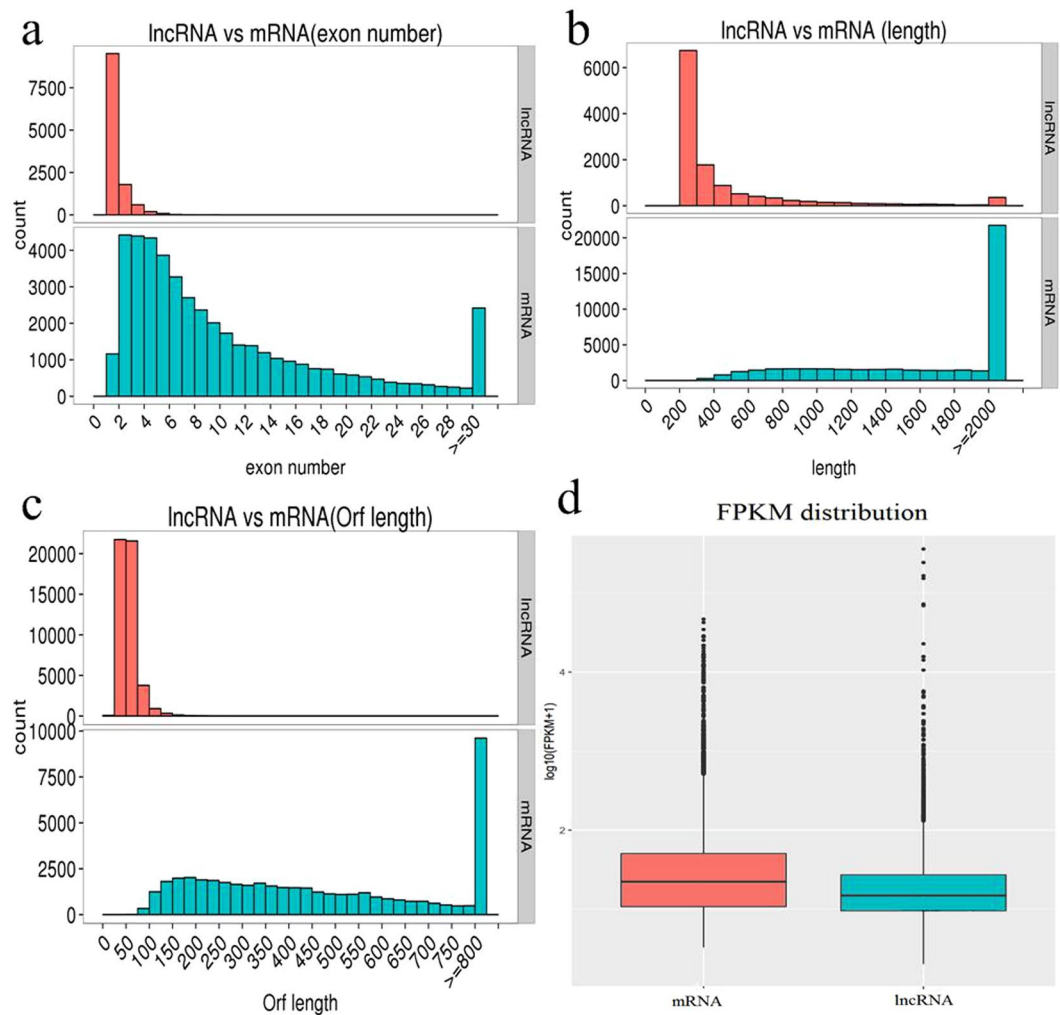 a
lncRNA vs mRNA(exon number)
7500
5000
2500
0
lncRNA
count
4000
3000
2000
1000
0
mRNA
0 2 4 6 8 10 12 14 16 18 20 22 24 26 28 >=30
exon number
b
lncRNA vs mRNA (length)
6000
4000
2000
0
lncRNA
count
20000
15000
10000
5000
0
mRNA
0 200 400 600 800 1000 1200 1400 1600 1800 >=2000
length
c
lncRNA vs mRNA(Orf length)
20000
15000
10000
5000
0
lncRNA
count
10000
7500
5000
2500
0
mRNA
0 50 100 150 200 250 300 350 400 450 500 550 600 650 700 750 >=800
Orf length
d
FPKM distribution
log10(FPKM+1)
4
2
mRNA lncRNA